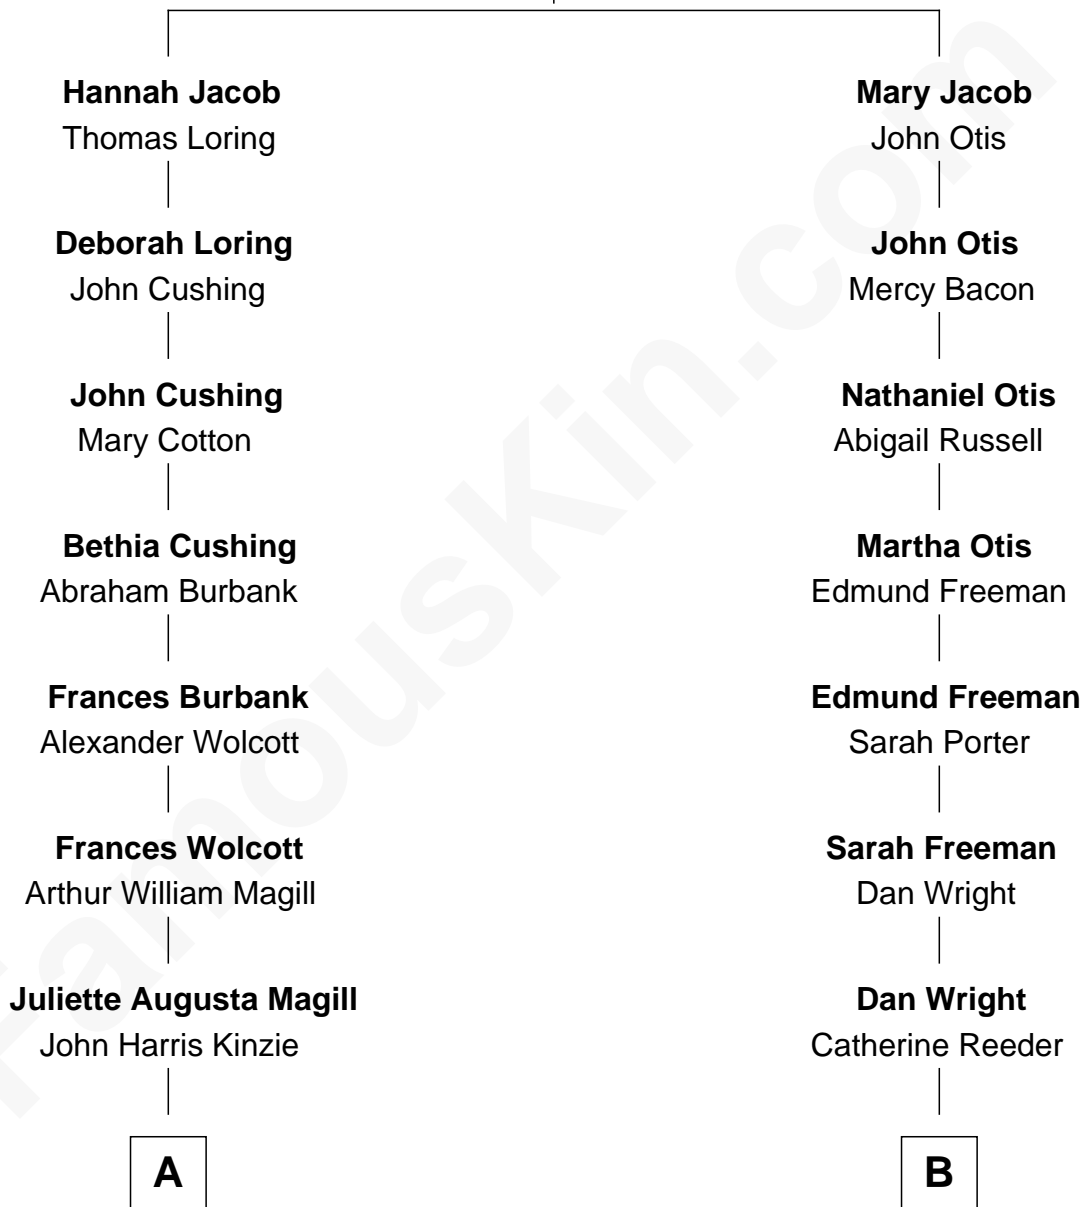 Hannah Jacob
Thomas Loring
Mary Jacob
John Otis
Deborah Loring
John Cushing
John Otis
Mercy Bacon
John Cushing
Mary Cotton
Nathaniel Otis
Abigail Russell
Bethia Cushing
Abraham Burbank
Martha Otis
Edmund Freeman
Frances Burbank
Alexander Wolcott
Edmund Freeman
Sarah Porter
Frances Wolcott
Arthur William Magill
Sarah Freeman
Dan Wright
Juliette Augusta Magill
John Harris Kinzie
Dan Wright
Catherine Reeder
A
B
FamousKin.com